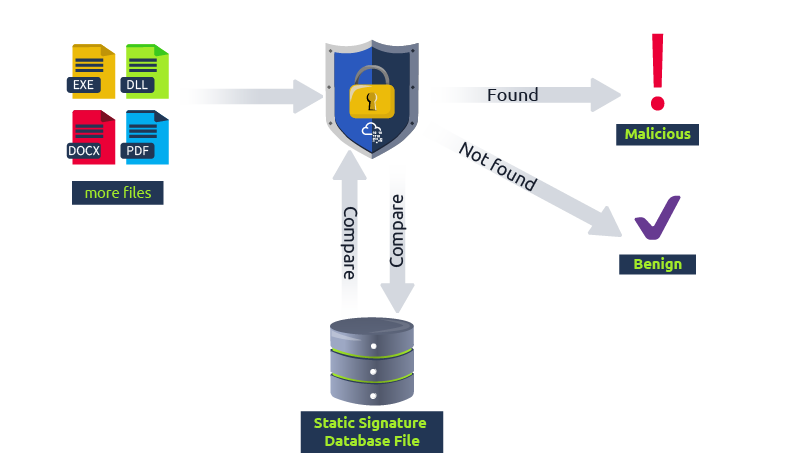 EXE
DLL
DOCX
PDF
more files
Found
Malicious
Not found
Benign
Compare
Compare
Static Signature
Database File